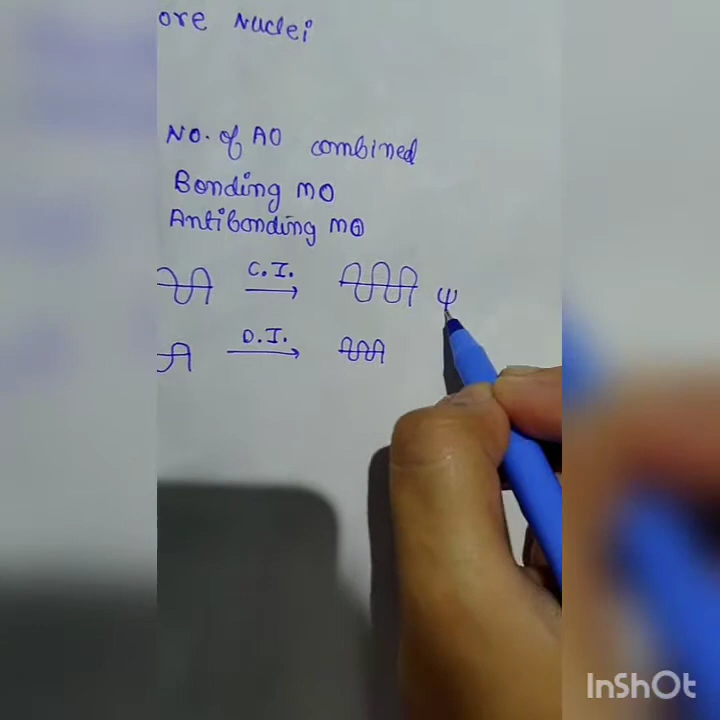 ore Nuclei
No. of AO combined
Bonding MO
Antibonding MO
C.I.
ψ
D.I.
InShOt